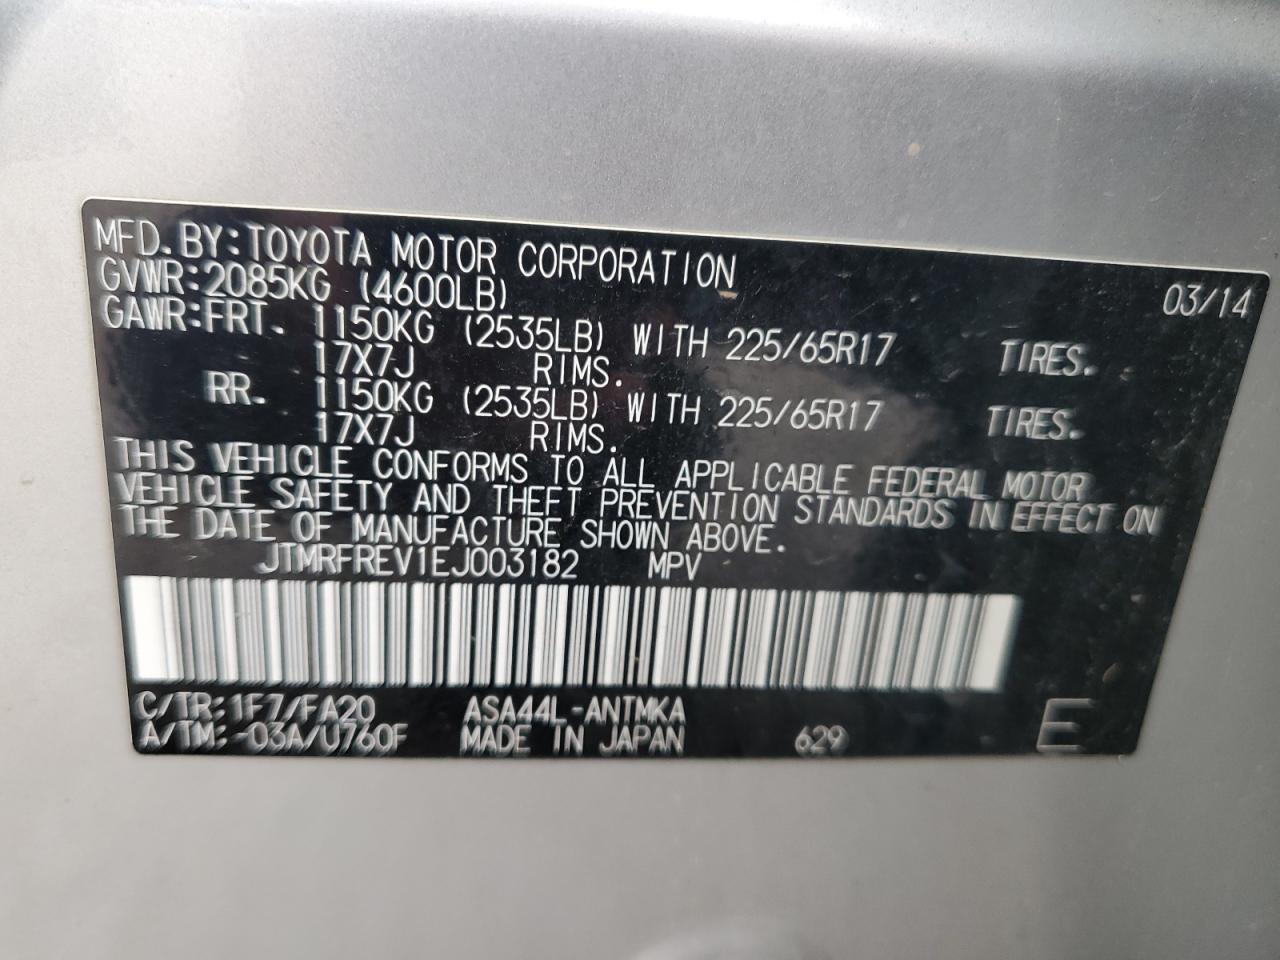 MFD. BY: TOYOTA MOTOR CORPORATION 03/14
GVWR: 2085KG (4600LB)
GAWR: FRT. 1150KG (2535LB) WITH 225/65R17 TIRES.
17X7J RIMS.
RR. 1150KG (2535LB) WITH 225/65R17 TIRES.
17X7J RIMS.
THIS VEHICLE CONFORMS TO ALL APPLICABLE FEDERAL MOTOR
VEHICLE SAFETY AND THEFT PREVENTION STANDARDS IN EFFECT ON
THE DATE OF MANUFACTURE SHOWN ABOVE.
JTMRFREV1EJ003182 MPV
C/TR: 1F7/FA20 ASA44L-ANTMKA
A/TM: -03A/U760F MADE IN JAPAN 629 E